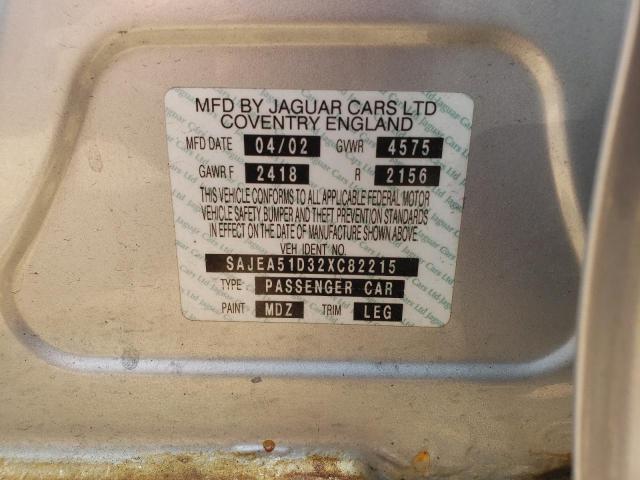 MFD BY JAGUAR CARS LTD
COVENTRY ENGLAND
MFD DATE 04/02 GVWR 4575
GAWR F 2418 R 2156
THIS VEHICLE CONFORMS TO ALL APPLICABLE FEDERAL MOTOR
VEHICLE SAFETY, BUMPER AND THEFT PREVENTION STANDARDS
IN EFFECT ON THE DATE OF MANUFACTURE SHOWN ABOVE.
VEH IDENT NO.
SAJEA51D32XC82215
TYPE PASSENGER CAR
PAINT MDZ TRIM LEG